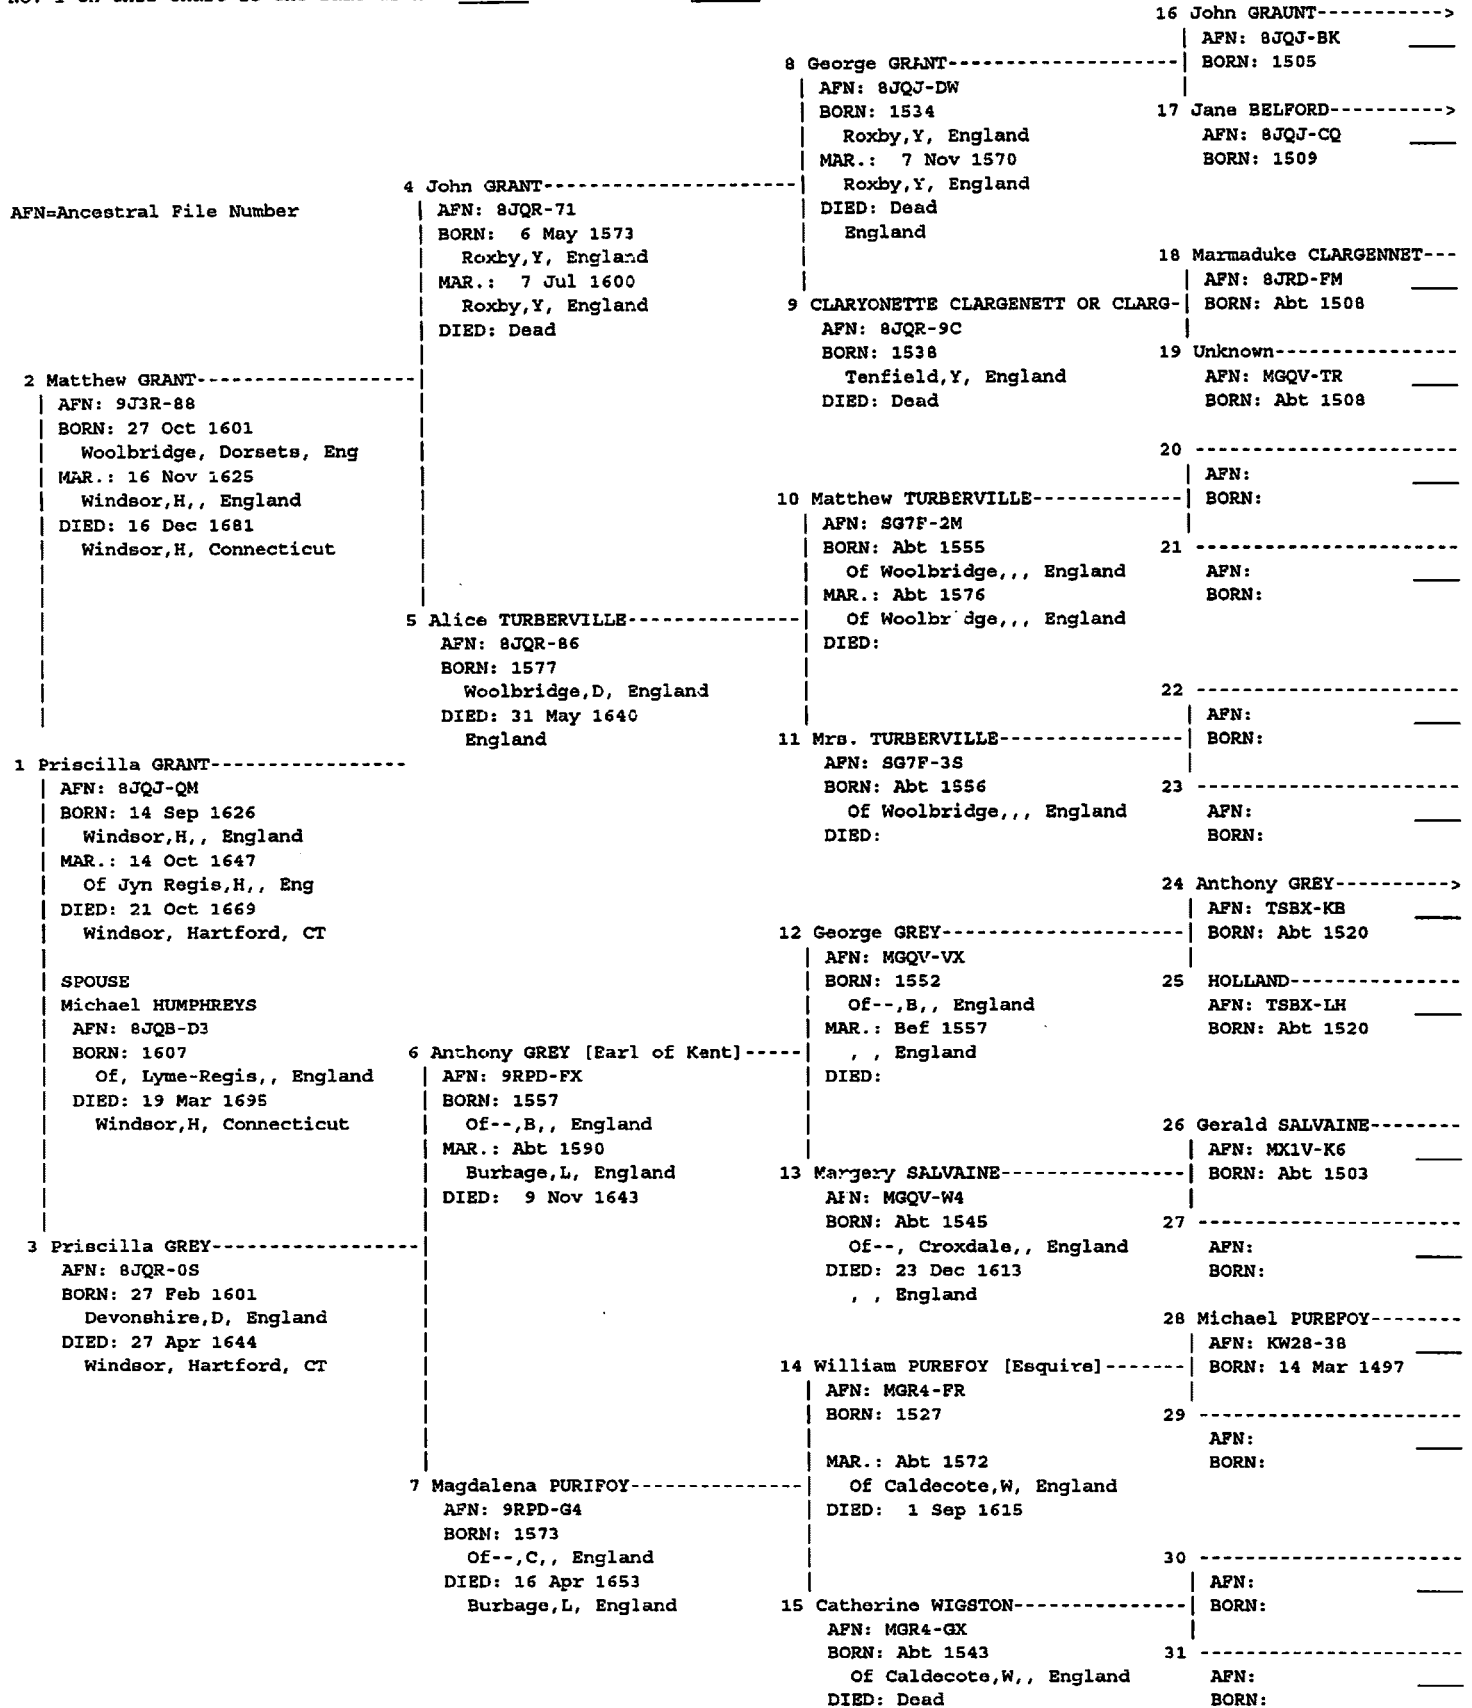 16 John GRAUNT----------->
AFN: 8JQJ-BK
BORN: 1505
8 George GRANT-------------------
AFN: 8JQJ-DW
BORN: 1534
Roxby,Y, England
MAR.: 7 Nov 1570
Roxby,Y, England
DIED: Dead
England
17 Jane BELFORD----------->
AFN: 8JQJ-CQ
BORN: 1509
4 John GRANT---------------------
AFN: 8JQR-71
BORN: 6 May 1573
Roxby,Y, England
MAR.: 7 Jul 1600
Roxby,Y, England
DIED: Dead
AFN=Ancestral File Number
18 Marmaduke CLARGENNET---
AFN: 8JRD-FM
BORN: Abt 1508
9 CLARYONETTE CLARGENETT OR CLARG-
AFN: 8JQR-9C
BORN: 1538
Tenfield,Y, England
DIED: Dead
19 Unknown----------------
AFN: MGQV-TR
BORN: Abt 1508
2 Matthew GRANT------------------
AFN: 9J3R-88
BORN: 27 Oct 1601
Woolbridge, Dorsets, Eng
MAR.: 16 Nov 1625
Windsor,H,, England
DIED: 16 Dec 1681
Windsor,H, Connecticut
20 -----------------------
AFN:
BORN:
10 Matthew TURBERVILLE------------
AFN: SG7F-2M
BORN: Abt 1555
Of Woolbridge,,, England
MAR.: Abt 1576
Of Woolbr dge,,, England
DIED:
21 -----------------------
AFN:
BORN:
5 Alice TURBERVILLE--------------
AFN: 8JQR-86
BORN: 1577
Woolbridge,D, England
DIED: 31 May 1640
England
22 -----------------------
AFN:
BORN:
11 Mrs. TURBERVILLE---------------
AFN: SG7F-3S
BORN: Abt 1556
Of Woolbridge,,, England
DIED:
23 -----------------------
AFN:
BORN:
1 Priscilla GRANT----------------
AFN: 8JQJ-QM
BORN: 14 Sep 1626
Windsor,H,, England
MAR.: 14 Oct 1647
Of Jyn Regis,H,, Eng
DIED: 21 Oct 1669
Windsor, Hartford, CT
SPOUSE
Michael HUMPHREYS
AFN: 8JQB-D3
BORN: 1607
Of, Lyme-Regis,, England
DIED: 19 Mar 1695
Windsor,H, Connecticut
24 Anthony GREY---------->
AFN: TSBX-KB
BORN: Abt 1520
12 George GREY--------------------
AFN: MGQV-VX
BORN: 1552
Of--,B,, England
MAR.: Bef 1557
, , England
DIED:
25 HOLLAND---------------
AFN: TSBX-LH
BORN: Abt 1520
6 Anthony GREY [Earl of Kent]-----
AFN: 9RPD-FX
BORN: 1557
Of--,B,, England
MAR.: Abt 1590
Burbage,L, England
DIED: 9 Nov 1643
26 Gerald SALVAINE--------
AFN: MX1V-K6
BORN: Abt 1503
13 Margery SALVAINE---------------
AFN: MGQV-W4
BORN: Abt 1545
Of--, Croxdale,, England
DIED: 23 Dec 1613
, , England
27 -----------------------
AFN:
BORN:
3 Priscilla GREY-----------------
AFN: 8JQR-0S
BORN: 27 Feb 1601
Devonshire,D, England
DIED: 27 Apr 1644
Windsor, Hartford, CT
28 Michael PUREFOY--------
AFN: KW28-38
BORN: 14 Mar 1497
14 William PUREFOY [Esquire]-------
AFN: MGR4-FR
BORN: 1527
MAR.: Abt 1572
Of Caldecote,W, England
DIED: 1 Sep 1615
29 -----------------------
AFN:
BORN:
7 Magdalena PURIFOY--------------
AFN: 9RPD-G4
BORN: 1573
Of--,C,, England
DIED: 16 Apr 1653
Burbage,L, England
30 -----------------------
AFN:
BORN:
15 Catherine WIGSTON--------------
AFN: MGR4-GX
BORN: Abt 1543
Of Caldecote,W,, England
DIED: Dead
31 -----------------------
AFN:
BORN: